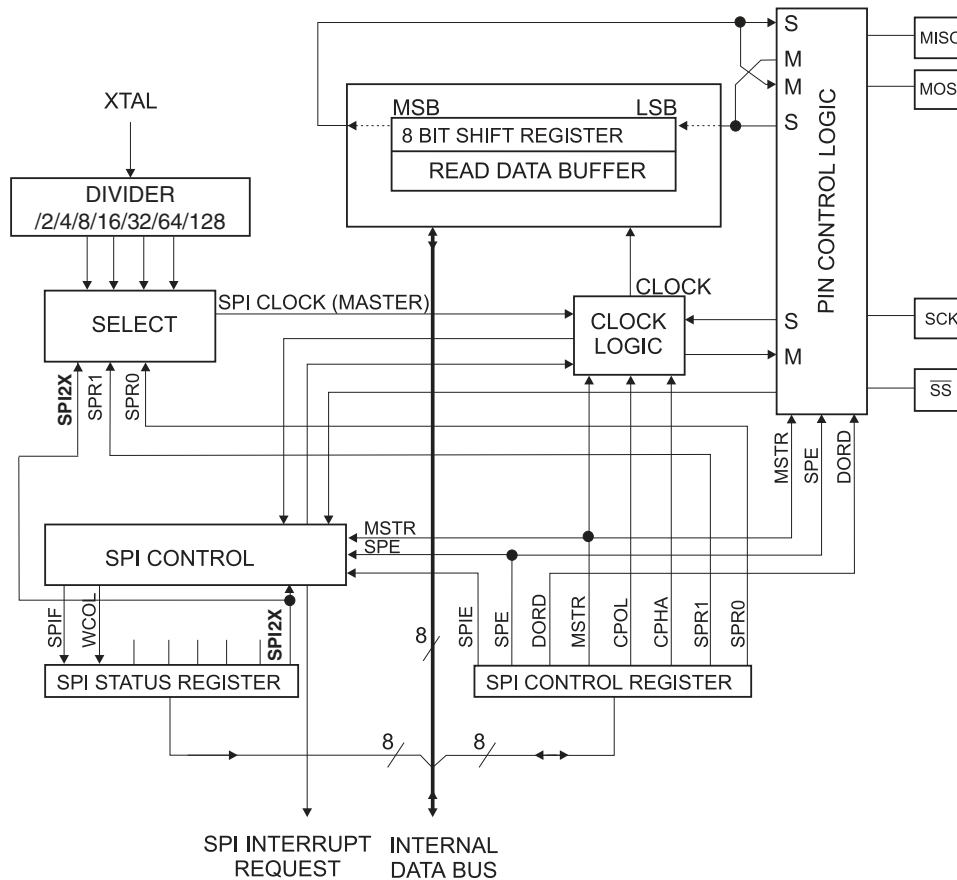 S
MISO
M
M
MOSI
S
XTAL
MSB
LSB
8 BIT SHIFT REGISTER
READ DATA BUFFER
DIVIDER
/2/4/8/16/32/64/128
PIN CONTROL LOGIC
SPI CLOCK (MASTER)
CLOCK
SELECT
CLOCK
LOGIC
S
M
SCK
SS
SPI2X
SPR1
SPR0
MSTR
SPE
DORD
SPI CONTROL
MSTR
SPE
SPIF
WCOL
SPI2X
8
SPIE
SPE
DORD
MSTR
CPOL
CPHA
SPR1
SPR0
SPI STATUS REGISTER
SPI CONTROL REGISTER
8
8
SPI INTERRUPT
REQUEST
INTERNAL
DATA BUS